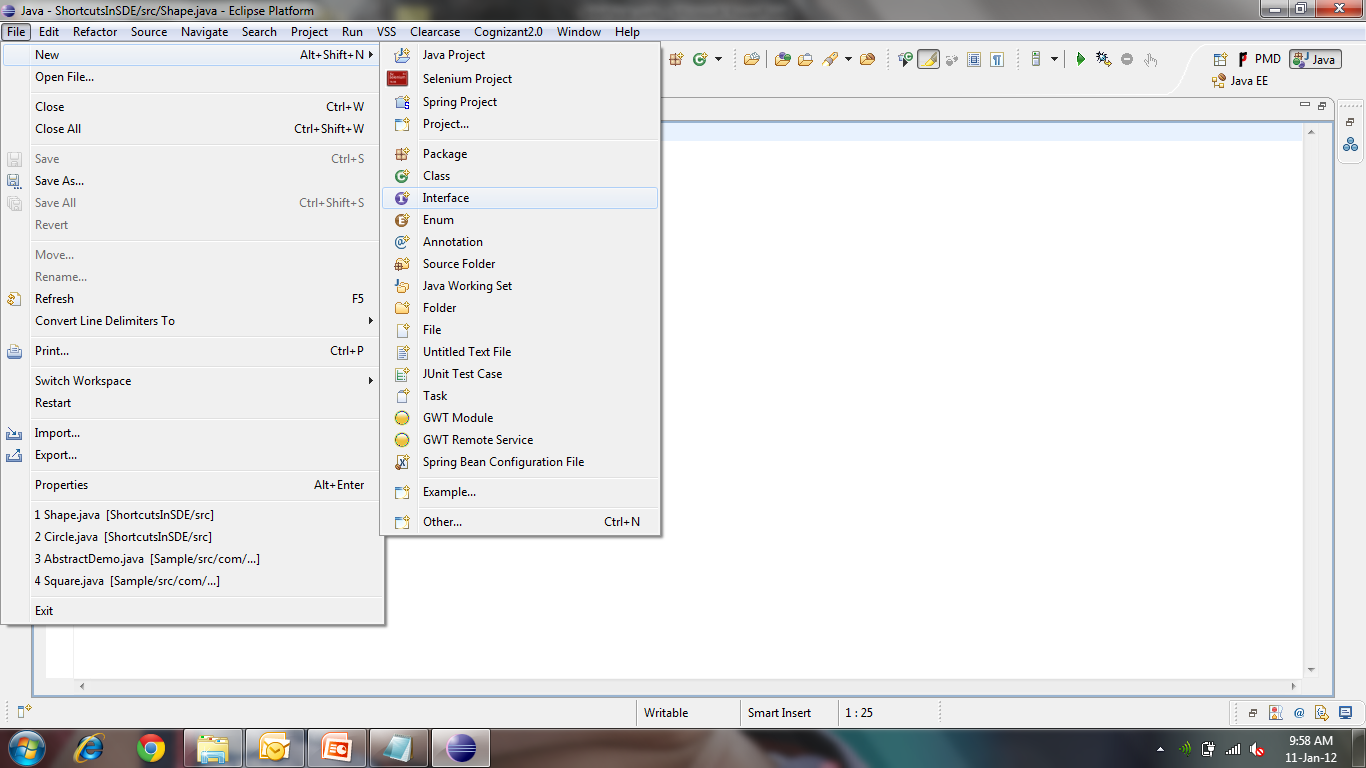 Java - ShortcutsInSDE/src/Shape.java - Eclipse Platform
File Edit Refactor Source Navigate Search Project Run VSS Clearcase Cognizant2.0 Window Help
New Alt+Shift+N
Open File...
Close Ctrl+W
Close All Ctrl+Shift+W
Save Ctrl+S
Save As...
Save All Ctrl+Shift+S
Revert
Move...
Rename...
Refresh F5
Convert Line Delimiters To
Print... Ctrl+P
Switch Workspace
Restart
Import...
Export...
Properties Alt+Enter
1 Shape.java [ShortcutsInSDE/src]
2 Circle.java [ShortcutsInSDE/src]
3 AbstractDemo.java [Sample/src/com/...]
4 Square.java [Sample/src/com/...]
Exit
Java Project
Selenium Project
Spring Project
Project...
Package
Class
Interface
Enum
Annotation
Source Folder
Java Working Set
Folder
File
Untitled Text File
JUnit Test Case
Task
GWT Module
GWT Remote Service
Spring Bean Configuration File
Example...
Other... Ctrl+N
PMD Java
Java EE
Writable Smart Insert 1 : 25
9:58 AM
11-Jan-12